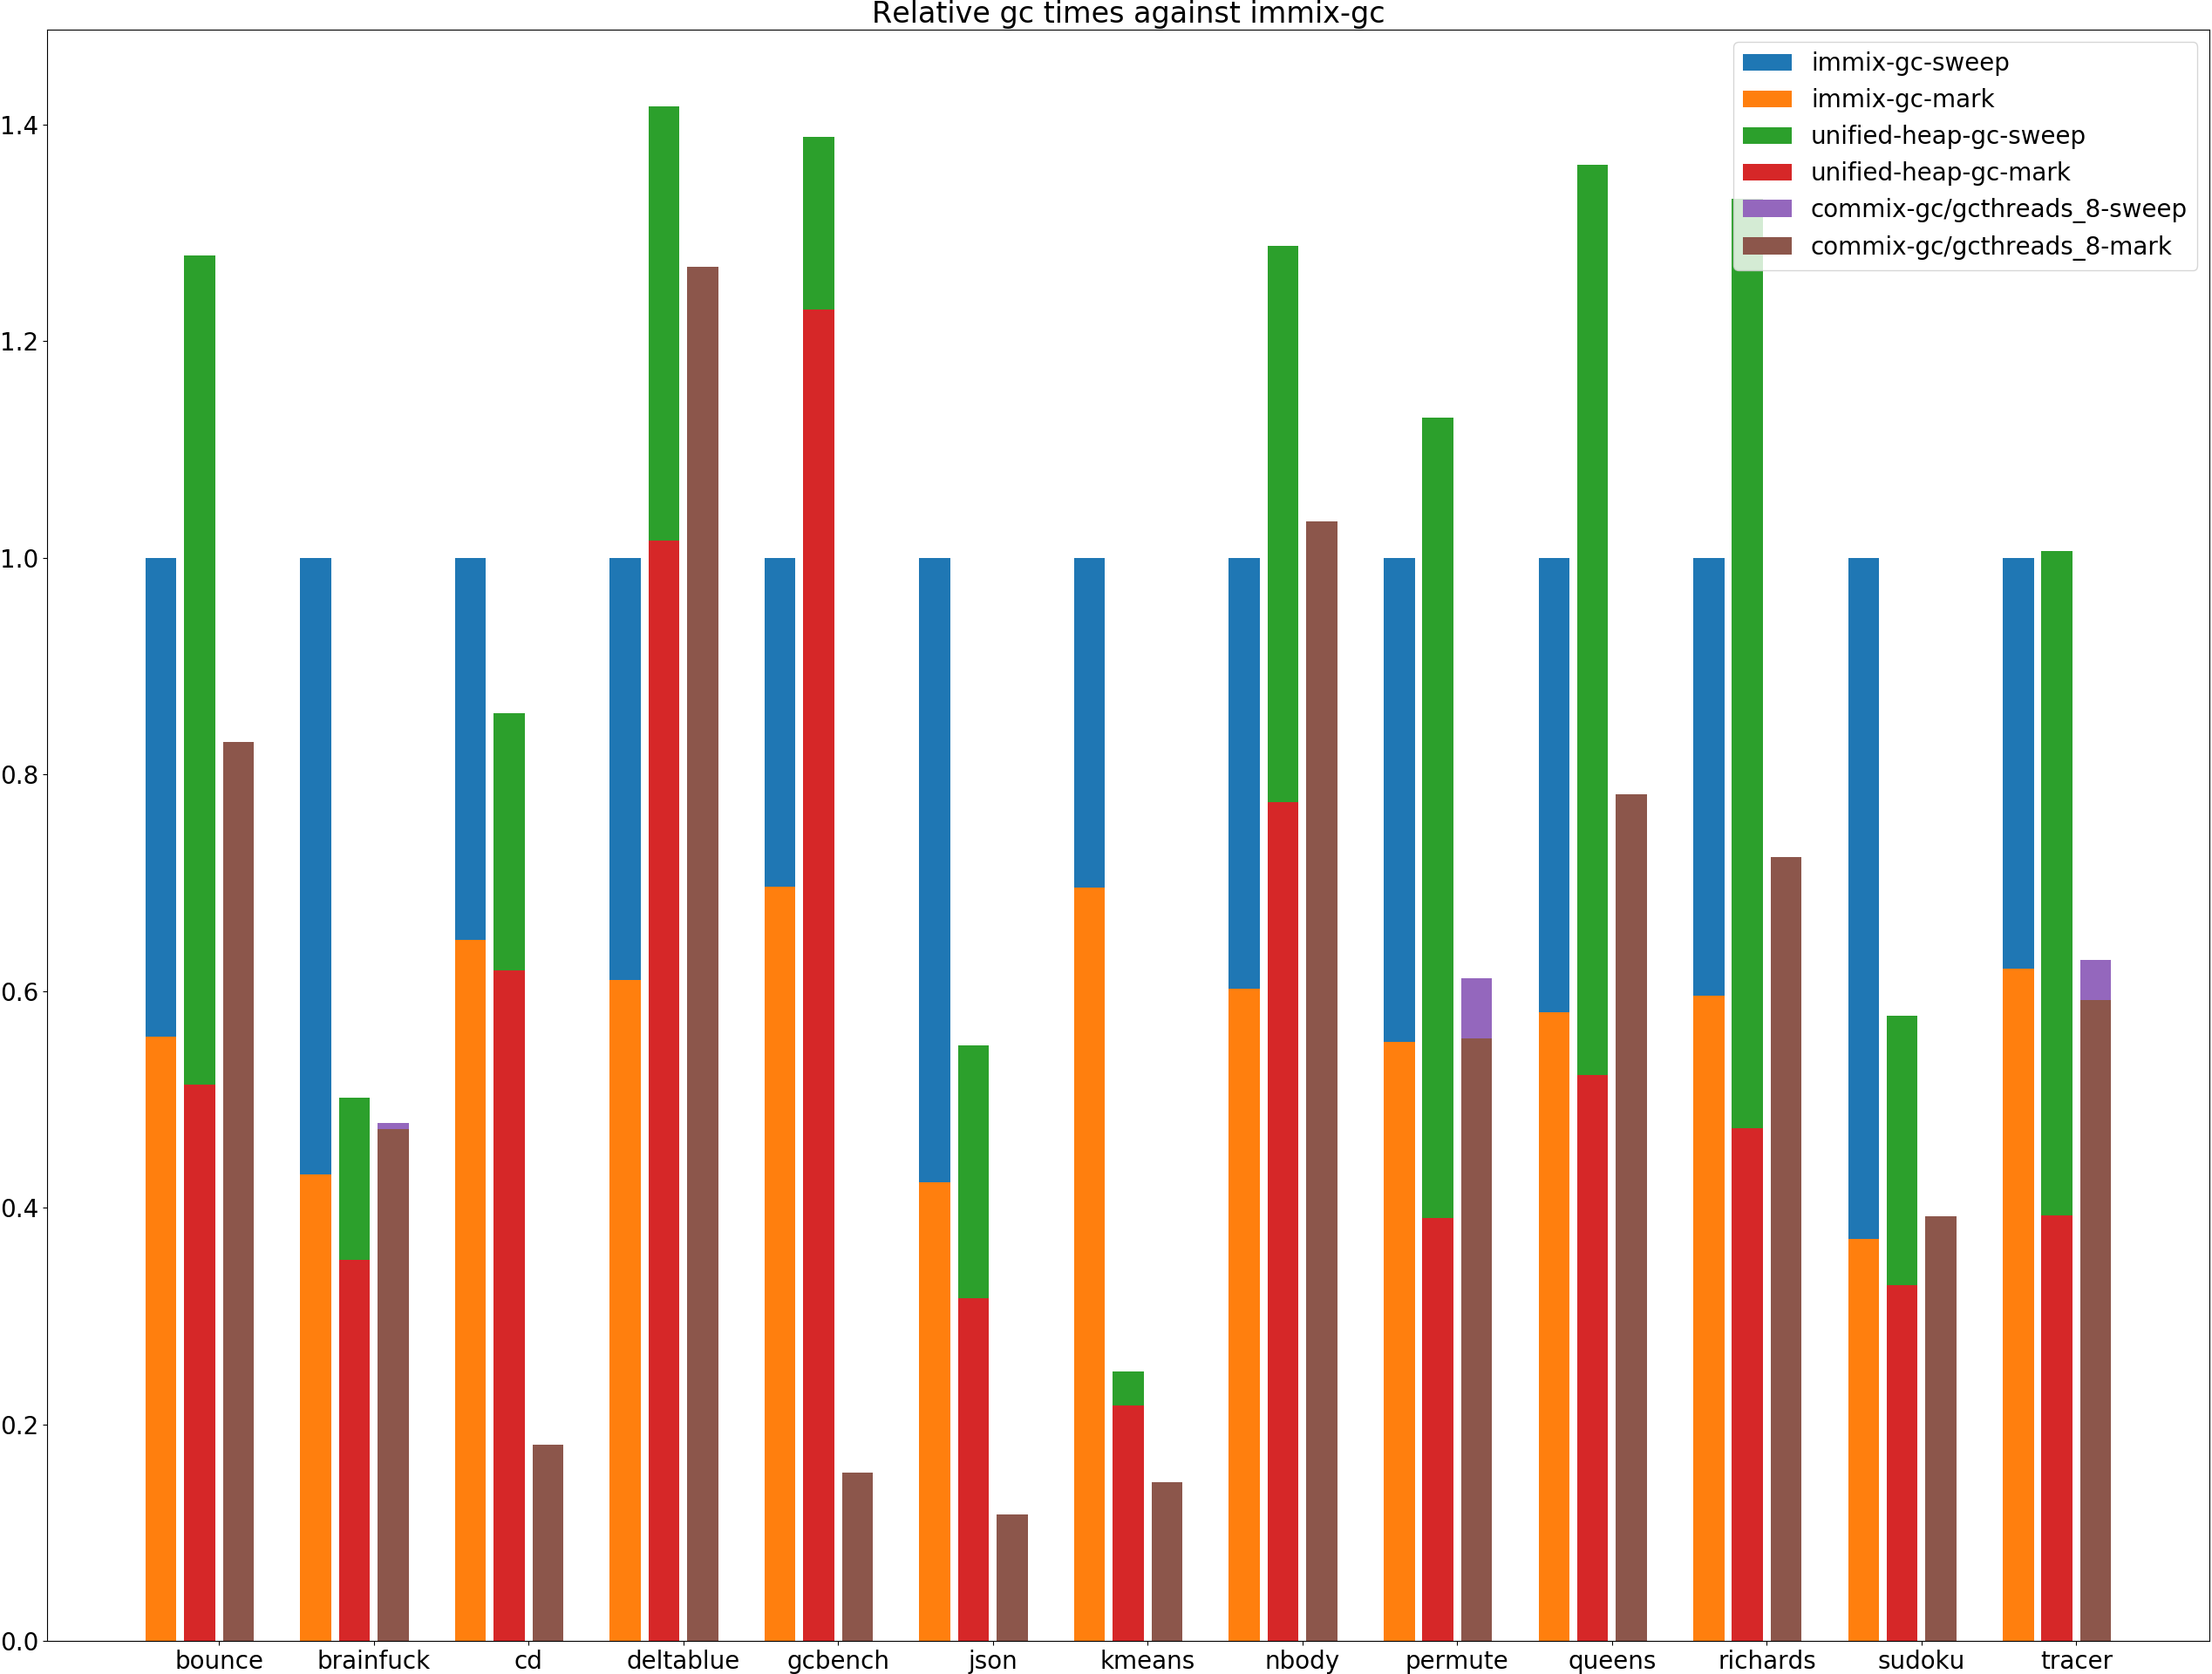 Relative gc times against immix-gc
immix-gc-sweep
immix-gc-mark
unified-heap-gc-sweep
unified-heap-gc-mark
commix-gc/gcthreads_8-sweep
commix-gc/gcthreads_8-mark
1.4
1.2
1.0
0.8
0.6
0.4
0.2
0.0
bounce brainfuck cd deltablue gcbench json kmeans nbody permute queens richards sudoku tracer